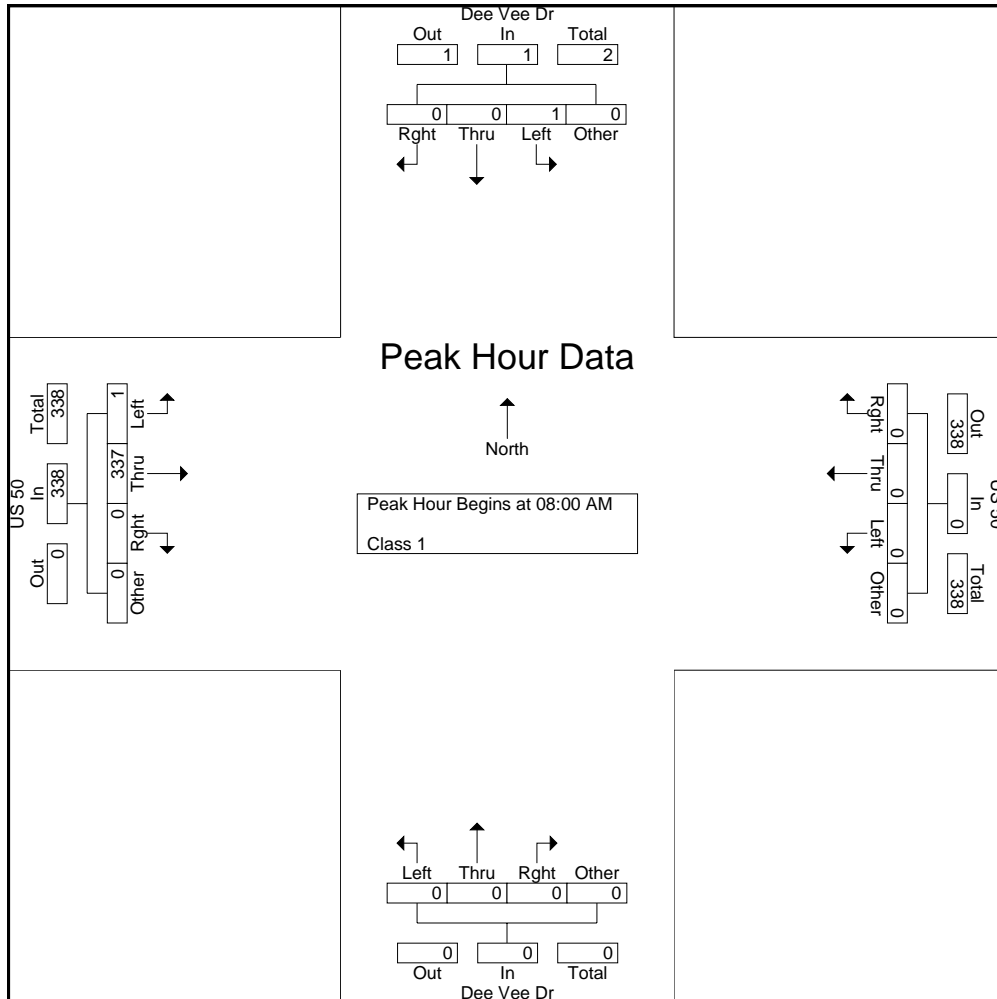 Dee Vee Dr
Out In Total
1 1 2
0 0 1 0
Rght Thru Left Other
Peak Hour Data
North
Peak Hour Begins at 08:00 AM
Class 1
US 50
Out In Total
0 338 338
Other Rght Thru Left
0 0 337 1
US 50
Out In Total
338 0 338
Rght Thru Left Other
0 0 0 0
Left Thru Rght Other
0 0 0 0
0 0 0
Out In Total
Dee Vee Dr